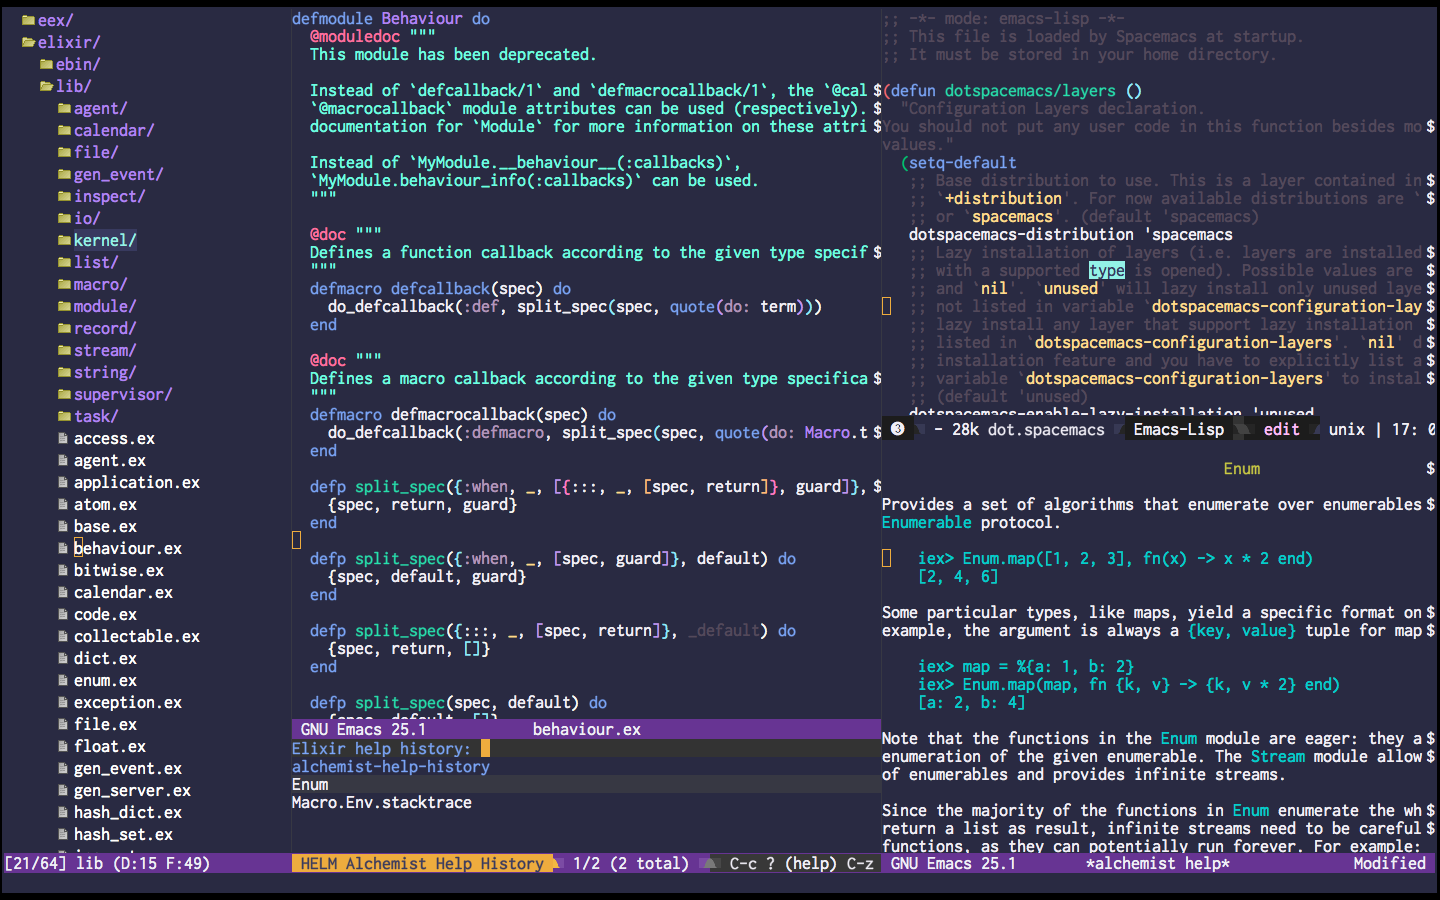 eex/
elixir/
ebin/
lib/
agent/
calendar/
file/
gen_event/
inspect/
io/
kernel/
list/
macro/
module/
record/
stream/
string/
supervisor/
task/
access.ex
agent.ex
application.ex
atom.ex
base.ex
behaviour.ex
bitwise.ex
calendar.ex
code.ex
collectable.ex
dict.ex
enum.ex
exception.ex
file.ex
float.ex
gen_event.ex
gen_server.ex
hash_dict.ex
hash_set.ex
[21/64] lib (D:15 F:49)
defmodule Behaviour do
@moduledoc """
This module has been deprecated.
Instead of `defcallback/1` and `defmacrocallback/1`, the `@cal$
`@macrocallback` module attributes can be used (respectively).$
documentation for `Module` for more information on these attri$
Instead of `MyModule.__behaviour__(:callbacks)`,
`MyModule.behaviour_info(:callbacks)` can be used.
"""
@doc """
Defines a function callback according to the given type specif$
"""
defmacro defcallback(spec) do
do_defcallback(:def, split_spec(spec, quote(do: term)))
end
@doc """
Defines a macro callback according to the given type specifica$
"""
defmacro defmacrocallback(spec) do
do_defcallback(:defmacro, split_spec(spec, quote(do: Macro.t$
end
defp split_spec({:when, _, [{:::, _, [spec, return]}, guard]},$
{spec, return, guard}
end
defp split_spec({:when, _, [spec, guard]}, default) do
{spec, default, guard}
end
defp split_spec({:::, _, [spec, return]}, _default) do
{spec, return, []}
end
defp split_spec(spec, default) do
{spec, default, []}
GNU Emacs 25.1 behaviour.ex
Elixir help history:
alchemist-help-history
Enum
Macro.Env.stacktrace
HELM Alchemist Help History 1/2 (2 total) C-c ? (help) C-z
;; -*- mode: emacs-lisp -*-
;; This file is loaded by Spacemacs at startup.
;; It must be stored in your home directory.
(defun dotspacemacs/layers ()
"Configuration Layers declaration.
You should not put any user code in this function besides mo$
values."
(setq-default
;; Base distribution to use. This is a layer contained in$
;; `+distribution'. For now available distributions are `$
;; or `spacemacs'. (default 'spacemacs)
dotspacemacs-distribution 'spacemacs
;; Lazy installation of layers (i.e. layers are installed$
;; with a supported type is opened). Possible values are $
;; and `nil'. `unused' will lazy install only unused laye$
;; not listed in variable `dotspacemacs-configuration-lay$
;; lazy install any layer that support lazy installation $
;; listed in `dotspacemacs-configuration-layers'. `nil' d$
;; installation feature and you have to explicitly list a$
;; variable `dotspacemacs-configuration-layers' to instal$
;; (default 'unused)
dotspacemacs-enable-lazy-installation 'unused
3 - 28k dot.spacemacs Emacs-Lisp edit unix | 17: 0
Enum $
Provides a set of algorithms that enumerate over enumerables$
Enumerable protocol.
iex> Enum.map([1, 2, 3], fn(x) -> x * 2 end)
[2, 4, 6]
Some particular types, like maps, yield a specific format on$
example, the argument is always a {key, value} tuple for map$
iex> map = %{a: 1, b: 2}
iex> Enum.map(map, fn {k, v} -> {k, v * 2} end)
[a: 2, b: 4]
Note that the functions in the Enum module are eager: they a$
enumeration of the given enumerable. The Stream module allow$
of enumerables and provides infinite streams.
Since the majority of the functions in Enum enumerate the wh$
return a list as result, infinite streams need to be careful$
functions, as they can potentially run forever. For example:
GNU Emacs 25.1 *alchemist help* Modified